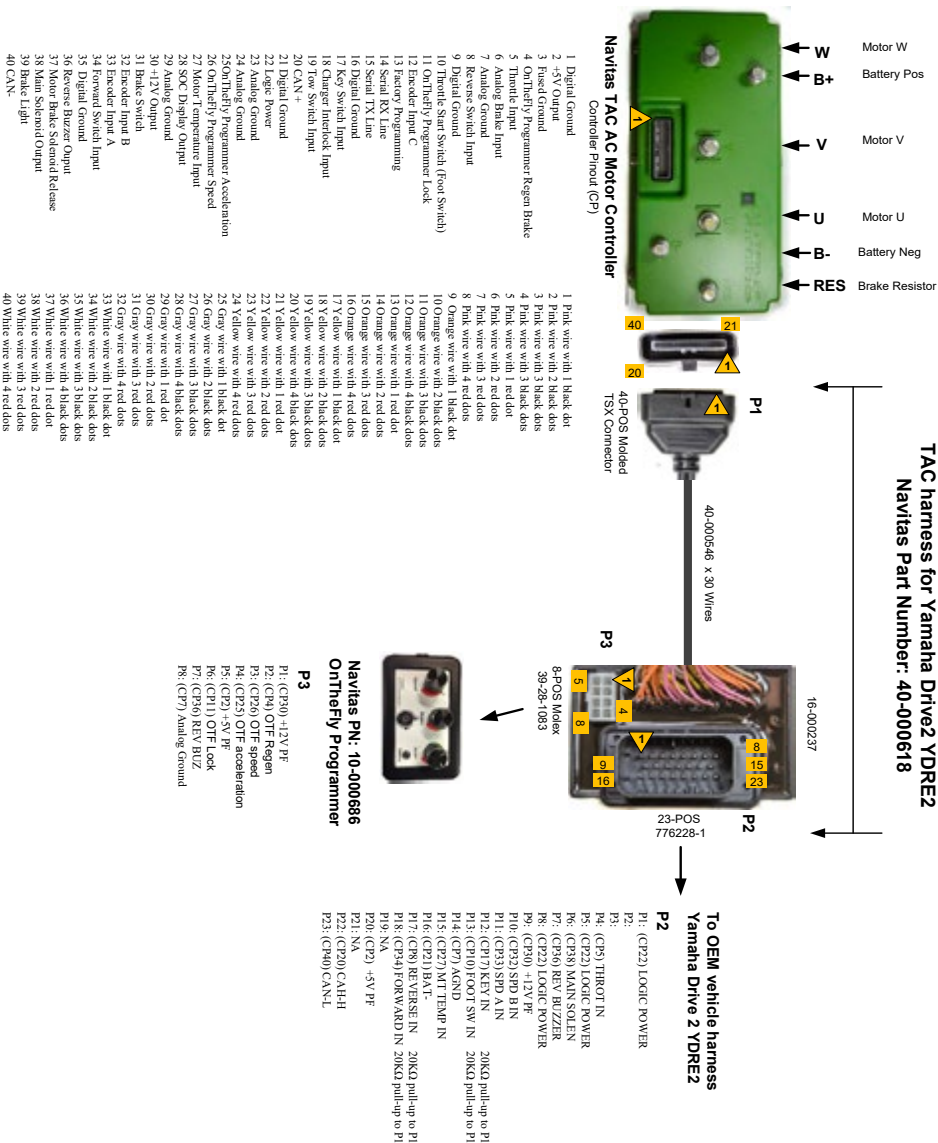 TAC harness for Yamaha Drive2 YDRE2
Navitas Part Number: 40-000618
W
Motor W
B+
Battery Pos
V
Motor V
U
Motor U
B-
Battery Neg
RES
Brake Resistor
1
Navitas TAC AC Motor Controller
Controller Pinout (CP)
1 Digital Ground
2 +5V Output
3 Fused Ground
4 OnTheFly Programmer Regen Brake
5 Throttle Input
6 Analog Brake Input
7 Analog Ground
8 Reverse Switch Input
9 Digital Ground
10 Throttle Start Switch (Foot Switch)
11 OnTheFly Programmer Lock
12 Encoder Input C
13 Factory Programming
14 Serial RX Line
15 Serial TX Line
16 Digital Ground
17 Key Switch Input
18 Charger Interlock Input
19 Tow Switch Input
20 CAN +
21 Digital Ground
22 Logic Power
23 Analog Ground
24 Analog Ground
25OnTheFly Programmer Acceleration
26 OnTheFly Programmer Speed
27 Motor Temperature Input
28 SOC Display Output
29 Analog Ground
30 +12V Output
31 Brake Switch
32 Encoder Input B
33 Encoder Input A
34 Forward Switch Input
35 Digital Ground
36 Reverse Buzzer Output
37 Motor Brake Solenoid Release
38 Main Solenoid Output
39 Brake Light
40 CAN-
40
21
20
1
P1
1
40-POS Molded
TSX Connector
1 Pink wire with 1 black dot
2 Pink wire with 2 black dots
3 Pink wire with 3 black dots
4 Pink wire with 4 black dots
5 Pink wire with 1 red dot
6 Pink wire with 2 red dots
7 Pink wire with 3 red dots
8 Pink wire with 4 red dots
9 Orange wire with 1 black dot
10 Orange wire with 2 black dots
11 Orange wire with 3 black dots
12 Orange wire with 4 black dots
13 Orange wire with 1 red dot
14 Orange wire with 2 red dots
15 Orange wire with 3 red dots
16 Orange wire with 4 red dots
17 Yellow wire with 1 black dot
18 Yellow wire with 2 black dots
19 Yellow wire with 3 black dots
20 Yellow wire with 4 black dots
21 Yellow wire with 1 red dot
22 Yellow wire with 2 red dots
23 Yellow wire with 3 red dots
24 Yellow wire with 4 red dots
25 Gray wire with 1 black dot
26 Gray wire with 2 black dots
27 Gray wire with 3 black dots
28 Gray wire with 4 black dots
29 Gray wire with 1 red dot
30 Gray wire with 2 red dots
31 Gray wire with 3 red dots
32 Gray wire with 4 red dots
33 White wire with 1 black dot
34 White wire with 2 black dots
35 White wire with 3 black dots
36 White wire with 4 black dots
37 White wire with 1 red dot
38 White wire with 2 red dots
39 White wire with 3 red dots
40 White wire with 4 red dots
40-000546 x 30 Wires
16-000237
P3
1
5
4
8
8-POS Molex
39-28-1083
1
8
15
23
9
16
P2
23-POS
776228-1
Navitas PN: 10-000686
OnTheFly Programmer
P3
P1: (CP30) +12V PF
P2: (CP4) OTF Regen
P3: (CP26) OTF speed
P4: (CP25) OTF acceleration
P5: (CP2) +5V PF
P6: (CP11) OTF Lock
P7: (CP36) REV BUZ
P8: (CP7) Analog Ground
To OEM vehicle harness
Yamaha Drive 2 YDRE2
P2
P1: (CP22) LOGIC POWER
P2:
P3:
P4: (CP5) THROT IN
P5: (CP22) LOGIC POWER
P6: (CP38) MAIN SOLEN
P7: (CP36) REV BUZZER
P8: (CP22) LOGIC POWER
P9: (CP30) +12V PF
P10: (CP32) SPD B IN
P11: (CP33) SPD A IN
P12: (CP17) KEY IN 20KΩ pull-up to P1
P13: (CP10) FOOT SW IN 20KΩ pull-up to P1
P14: (CP7) AGND
P15: (CP27) MT TEMP IN
P16: (CP21) BAT-
P17: (CP8) REVERSE IN 20KΩ pull-up to P1
P18: (CP34) FORWARD IN 20KΩ pull-up to P1
P19: NA
P20: (CP2) +5V PF
P21: NA
P22: (CP20) CAH-H
P23: (CP40) CAN-L